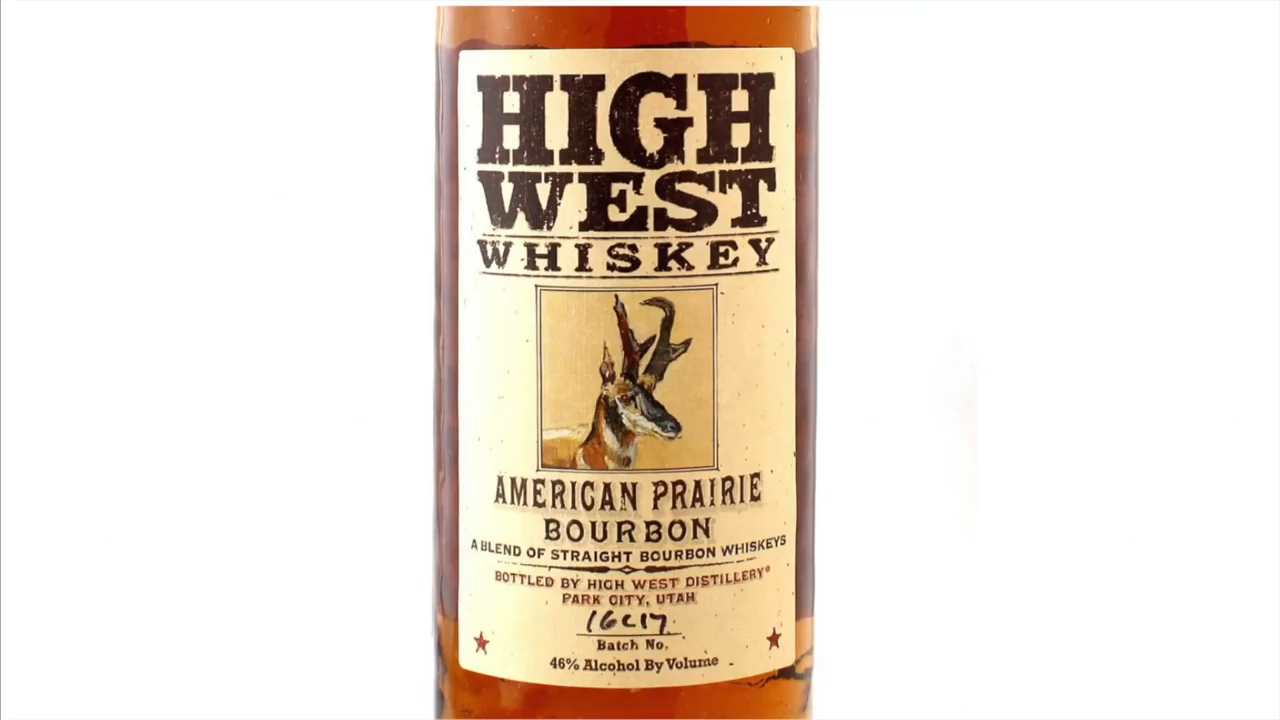 HIGH
WEST
WHISKEY
AMERICAN PRAIRIE
BOURBON
A BLEND OF STRAIGHT BOURBON WHISKEYS
BOTTLED BY HIGH WEST DISTILLERY®
PARK CITY, UTAH
16C17
Batch No.
46% Alcohol By Volume